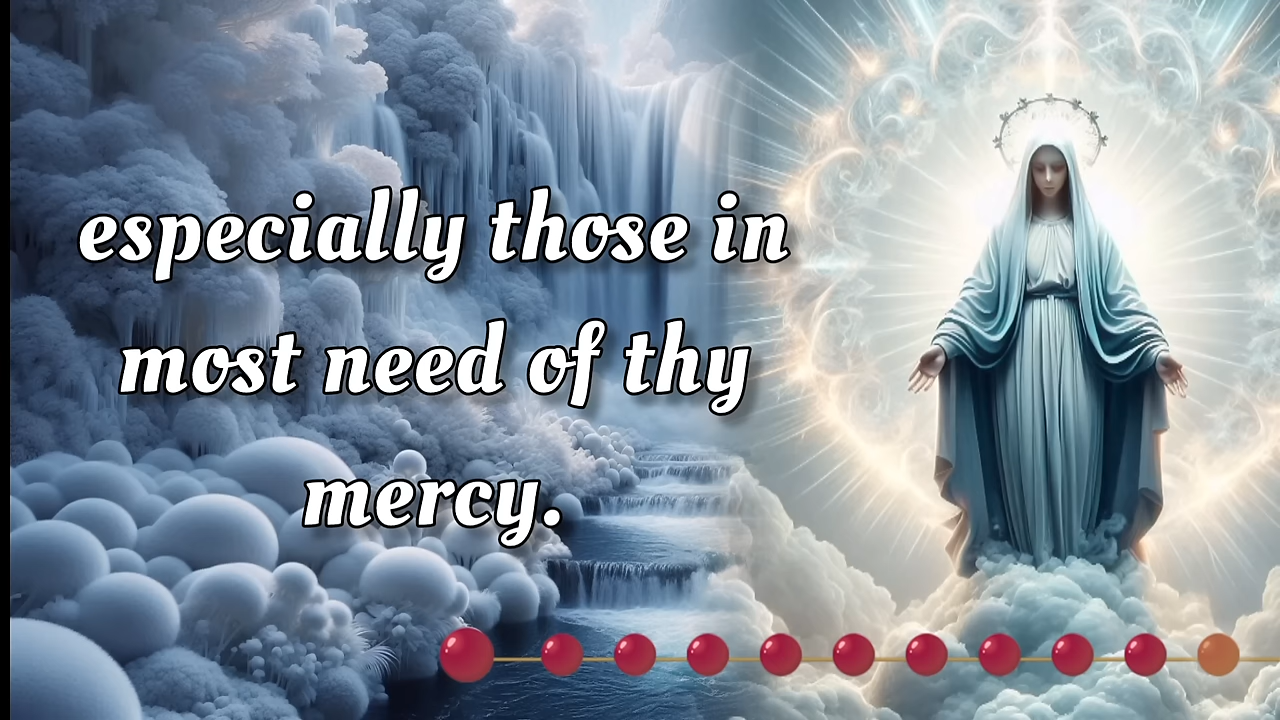 especially those in
most need of thy
mercy.